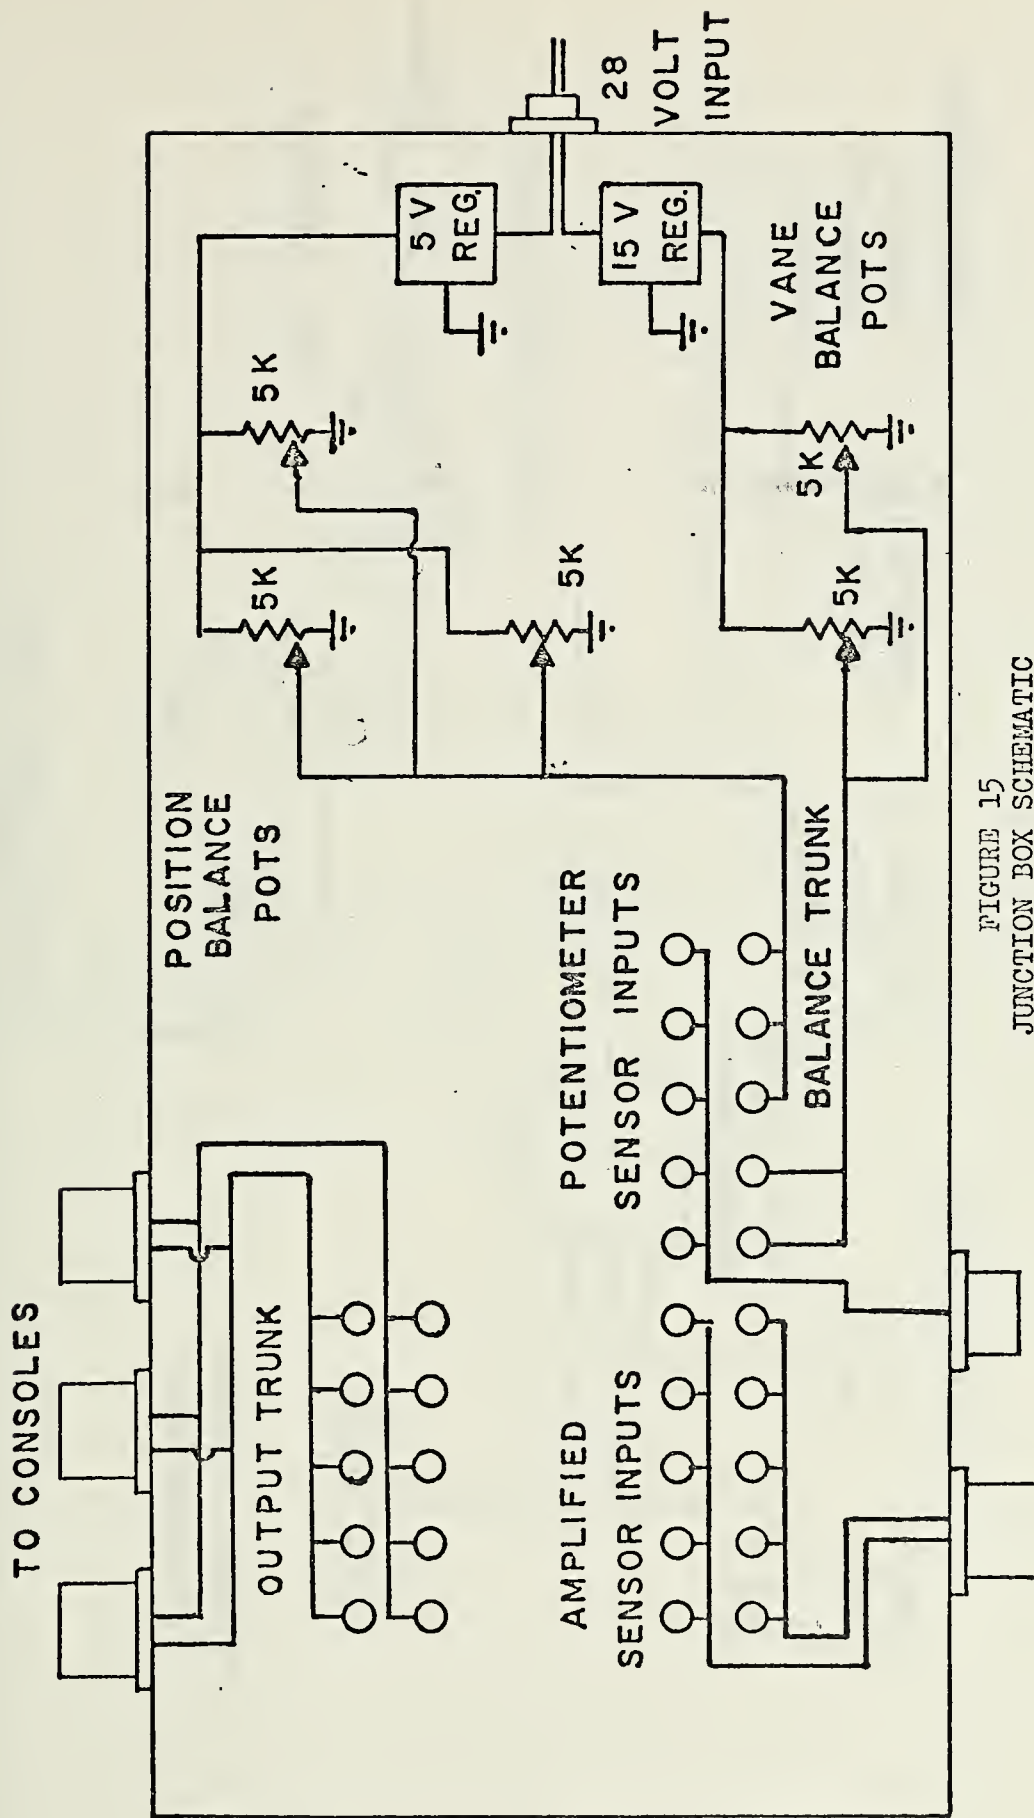 TO CONSOLES
OUTPUT TRUNK
POSITION
BALANCE
POTS
5K
5K
5K
5 V
REG.
28
VOLT
INPUT
15 V
REG.
VANE
BALANCE
POTS
5K
5K
AMPLIFIED
SENSOR INPUTS
POTENTIOMETER
SENSOR INPUTS
BALANCE TRUNK
FIGURE 15
JUNCTION BOX SCHEMATIC